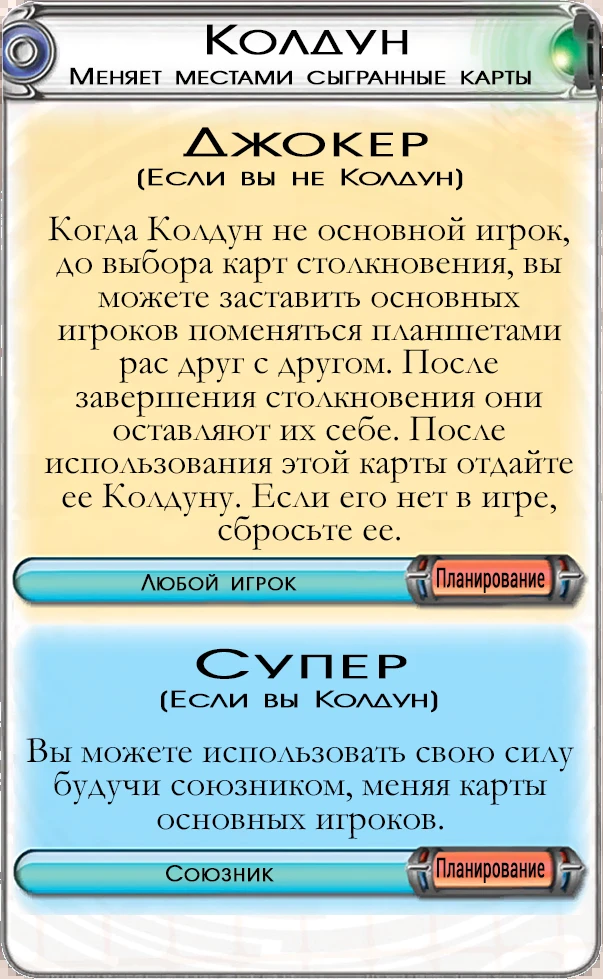 Колдун
Меняет местами сыгранные карты
Джокер
(Если вы не Колдун)
Когда Колдун не основной игрок,
до выбора карт столкновения, вы
можете заставить основных
игроков поменяться планшетами
рас друг с другом. После
завершения столкновения они
оставляют их себе. После
использования этой карты отдайте
ее Колдуну. Если его нет в игре,
сбросьте ее.
Любой игрок
Планирование
Супер
(Если вы Колдун)
Вы можете использовать свою силу
будучи союзником, меняя карты
основных игроков.
Союзник
Планирование